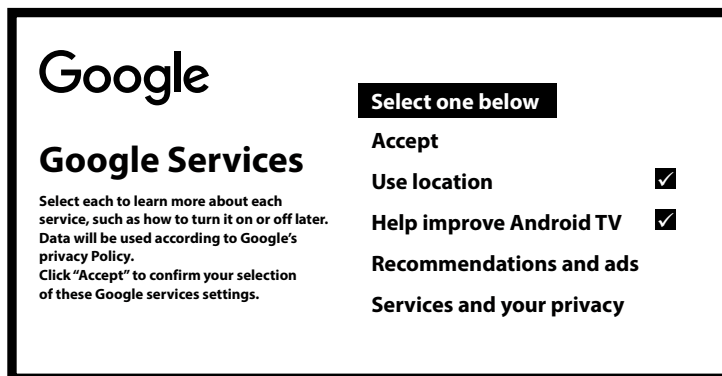 Google
Google Services
Select each to learn more about each
service, such as how to turn it on or off later.
Data will be used according to Google's
privacy Policy.
Click “Accept” to confirm your selection
of these Google services settings.
Select one below
Accept
Use location
Help improve Android TV
Recommendations and ads
Services and your privacy